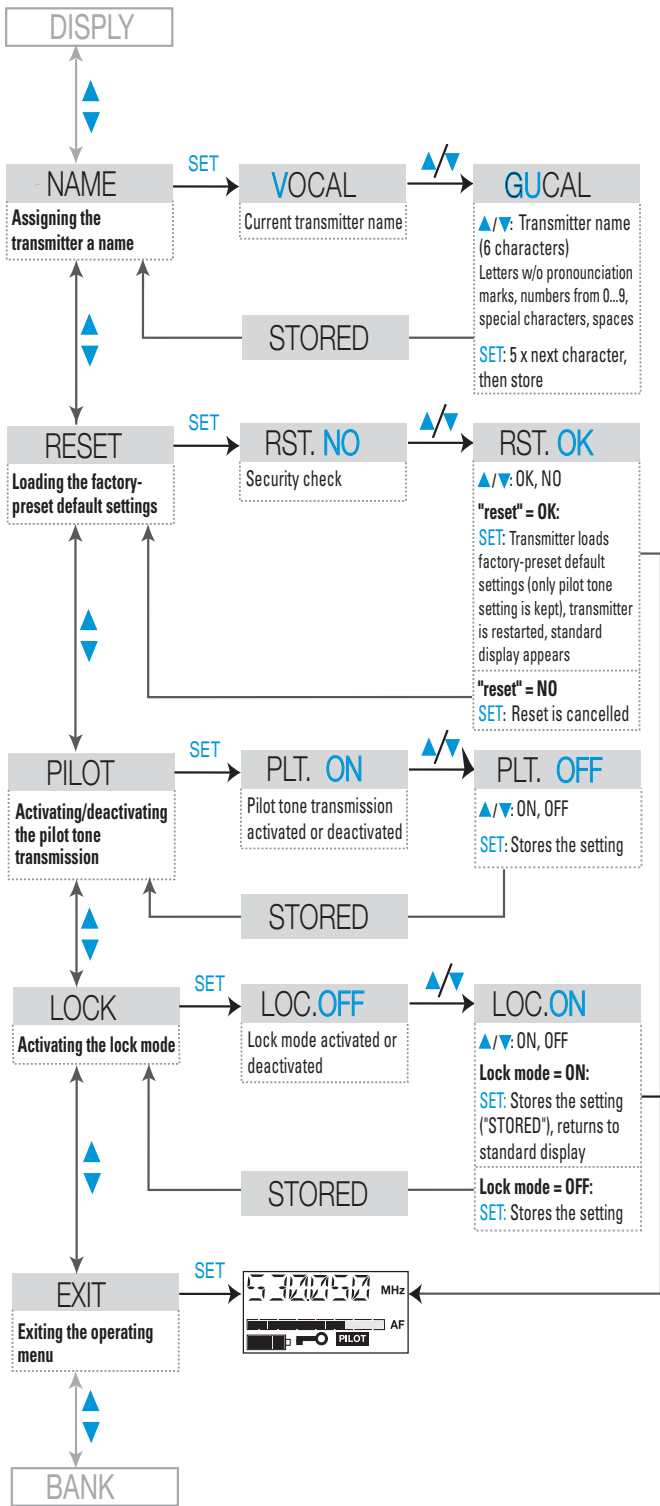 DISPLY
NAME
SET
VOCAL
▲/▼
GUCAL
Assigning the
transmitter a name
Current transmitter name
▲/▼: Transmitter name
(6 characters)
Letters w/o pronounciation
marks, numbers from 0...9,
special characters, spaces
SET: 5 x next character,
then store
STORED
RESET
SET
RST. NO
▲/▼
RST. OK
Loading the factory-
preset default settings
Security check
▲/▼: OK, NO
"reset" = OK:
SET: Transmitter loads
factory-preset default
settings (only pilot tone
setting is kept), transmitter
is restarted, standard
display appears
"reset" = NO
SET: Reset is cancelled
PILOT
SET
PLT. ON
▲/▼
PLT. OFF
Activating/deactivating
the pilot tone
transmission
Pilot tone transmission
activated or deactivated
▲/▼: ON, OFF
SET: Stores the setting
STORED
LOCK
SET
LOC.OFF
▲/▼
LOC.ON
Activating the lock mode
Lock mode activated or
deactivated
▲/▼: ON, OFF
Lock mode = ON:
SET: Stores the setting
("STORED"), returns to
standard display
Lock mode = OFF:
SET: Stores the setting
STORED
EXIT
SET
530050 MHz
AF
PILOT
Exiting the operating
menu
BANK